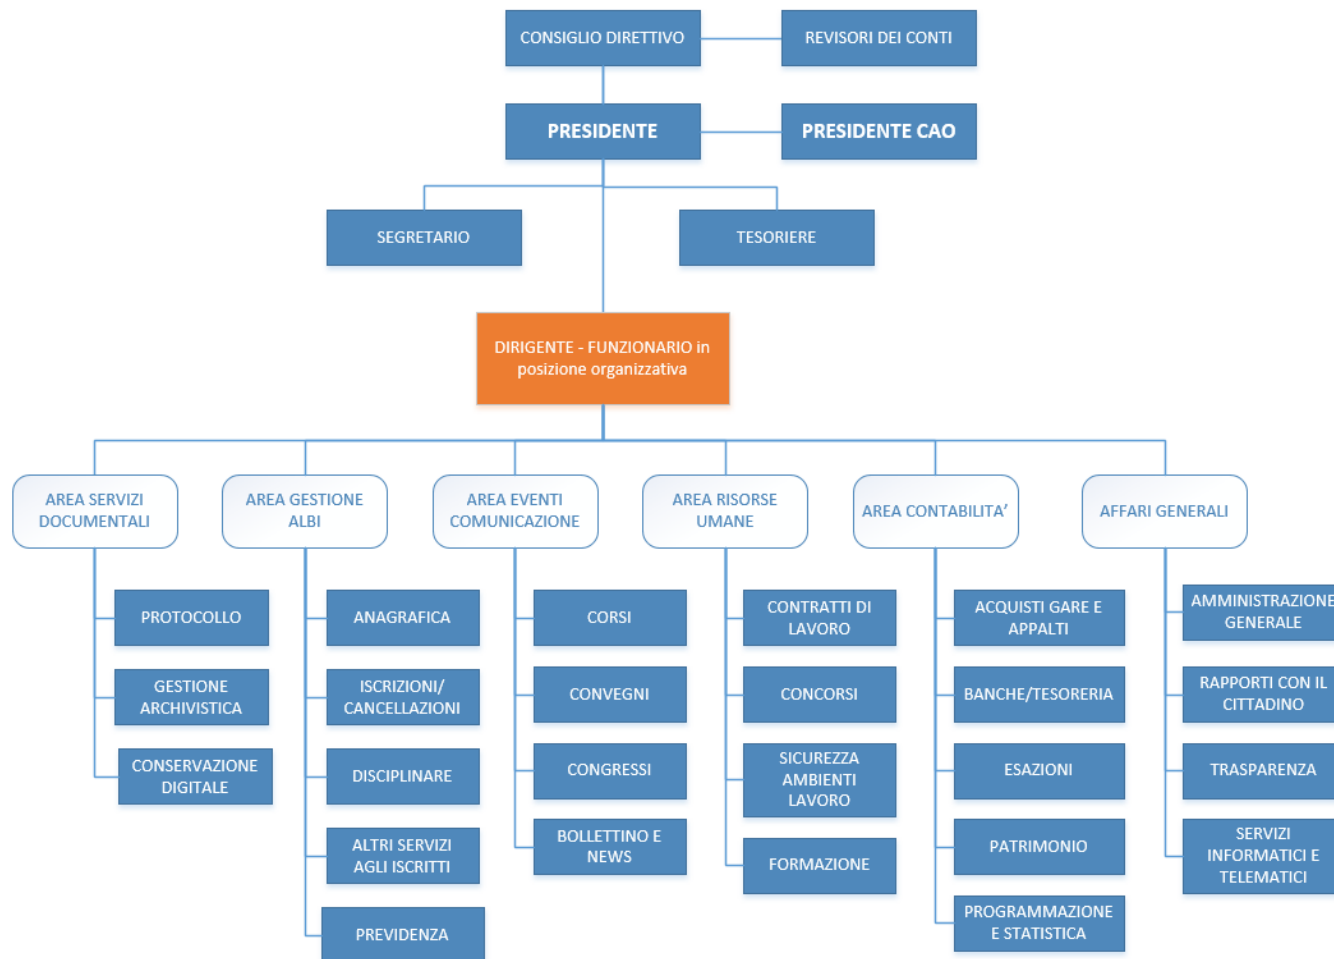 CONSIGLIO DIRETTIVO
REVISORI DEI CONTI
PRESIDENTE
PRESIDENTE CAO
SEGRETARIO
TESORIERE
DIRIGENTE - FUNZIONARIO in
posizione organizzativa
AREA SERVIZI
DOCUMENTALI
AREA GESTIONE
ALBI
AREA EVENTI
COMUNICAZIONE
AREA RISORSE
UMANE
AREA CONTABILITA’
AFFARI GENERALI
PROTOCOLLO
GESTIONE
ARCHIVISTICA
CONSERVAZIONE
DIGITALE
ANAGRAFICA
ISCRIZIONI/
CANCELLAZIONI
DISCIPLINARE
ALTRI SERVIZI
AGLI ISCRITTI
PREVIDENZA
CORSI
CONVEGNI
CONGRESSI
BOLLETTINO E
NEWS
CONTRATTI DI
LAVORO
CONCORSI
SICUREZZA
AMBIENTI
LAVORO
FORMAZIONE
ACQUISTI GARE E
APPALTI
BANCHE/TESORERIA
ESAZIONI
PATRIMONIO
PROGRAMMAZIONE
E STATISTICA
AMMINISTRAZIONE
GENERALE
RAPPORTI CON IL
CITTADINO
TRASPARENZA
SERVIZI
INFORMATICI E
TELEMATICI